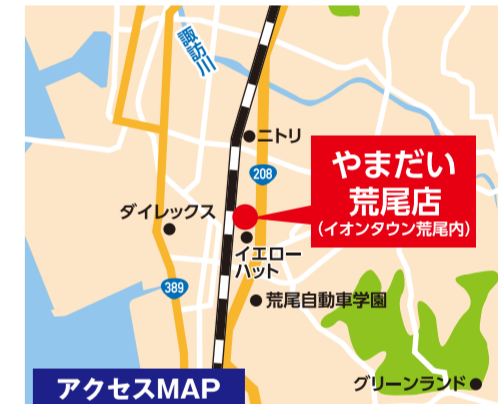 諏訪川
ニトリ
208
やまだい
荒尾店
(イオンタウン荒尾内)
ダイレックス
イエロー
ハット
389
荒尾自動車学園
グリーンランド
アクセスMAP